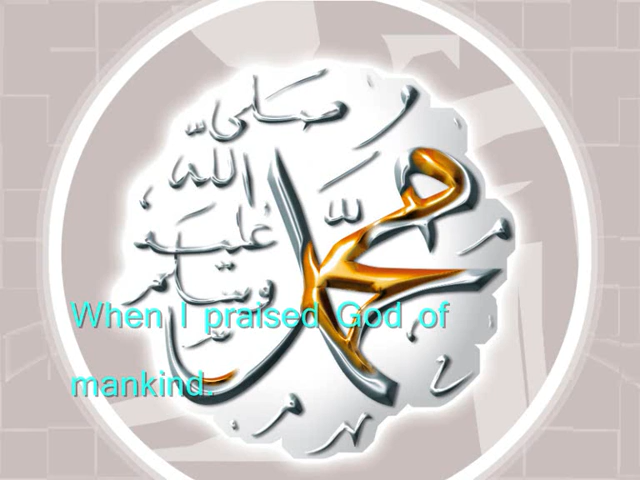 محمد
صلى
الله
عليه
وسلم
When I praised God of
mankind.